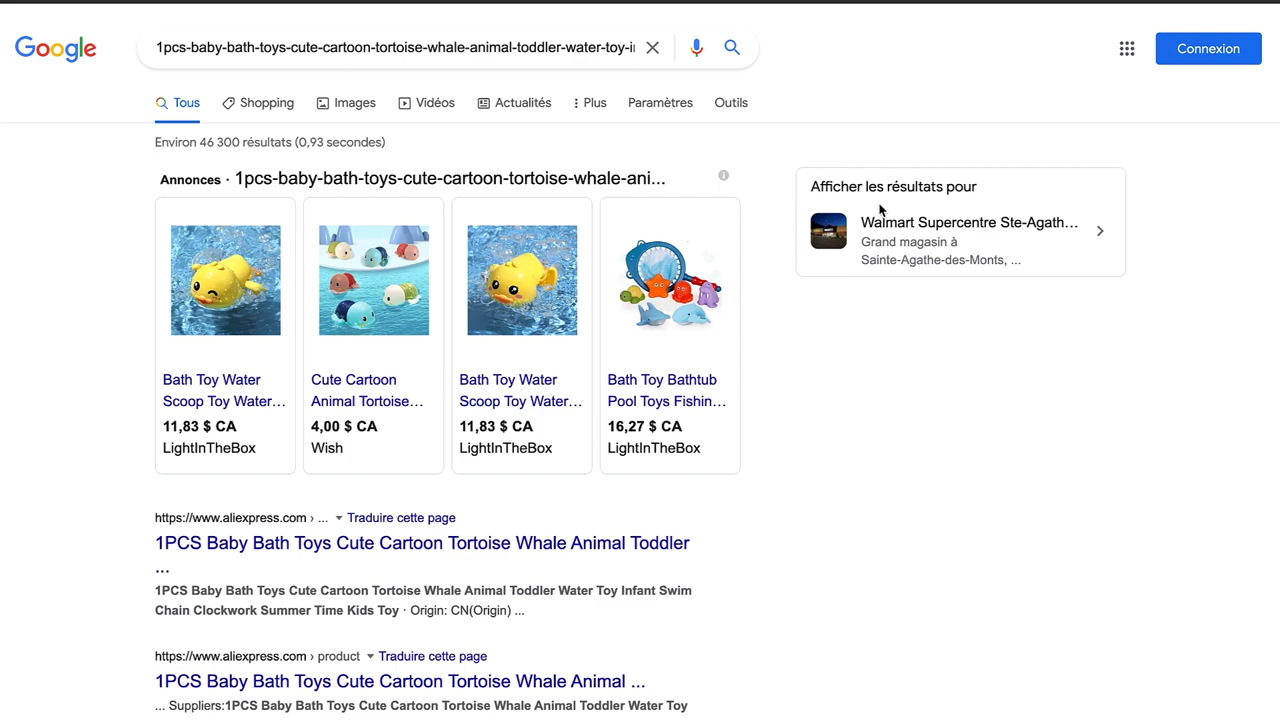 Google
1pcs-baby-bath-toys-cute-cartoon-tortoise-whale-animal-toddler-water-toy-i
Connexion
Tous
Shopping
Images
Vidéos
Actualités
Plus
Paramètres
Outils
Environ 46 300 résultats (0,93 secondes)
Annonces · 1pcs-baby-bath-toys-cute-cartoon-tortoise-whale-ani...
Bath Toy Water
Scoop Toy Water…
11,83 $ CA
LightInTheBox
Cute Cartoon
Animal Tortoise…
4,00 $ CA
Wish
Bath Toy Water
Scoop Toy Water…
11,83 $ CA
LightInTheBox
Bath Toy Bathtub
Pool Toys Fishin…
16,27 $ CA
LightInTheBox
Afficher les résultats pour
Walmart Supercentre Ste-Agath…
Grand magasin à
Sainte-Agathe-des-Monts, ...
https://www.aliexpress.com › ... Traduire cette page
1PCS Baby Bath Toys Cute Cartoon Tortoise Whale Animal Toddler
...
1PCS Baby Bath Toys Cute Cartoon Tortoise Whale Animal Toddler Water Toy Infant Swim
Chain Clockwork Summer Time Kids Toy · Origin: CN(Origin) ...
https://www.aliexpress.com › product Traduire cette page
1PCS Baby Bath Toys Cute Cartoon Tortoise Whale Animal ...
... Suppliers:1PCS Baby Bath Toys Cute Cartoon Tortoise Whale Animal Toddler Water Toy